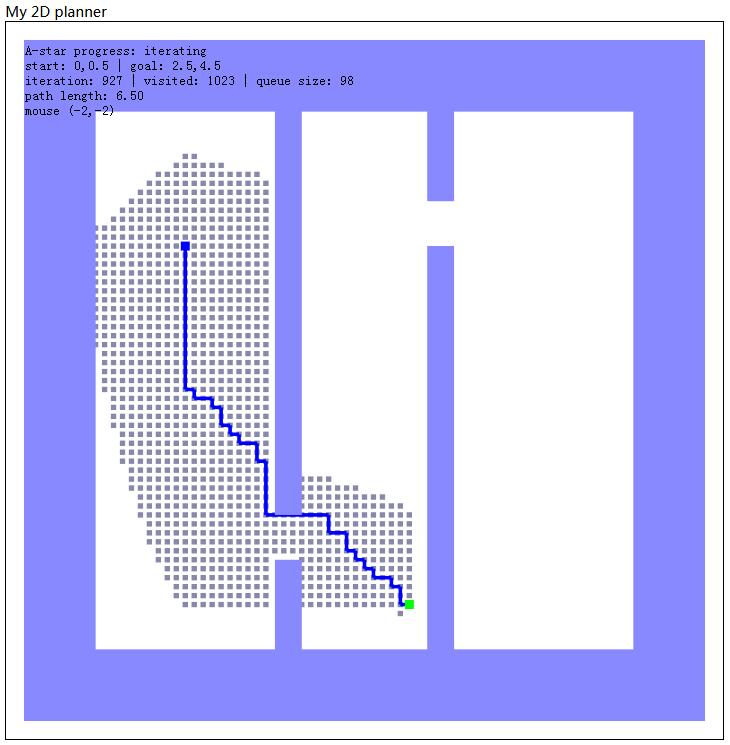 My 2D planner
A-star progress: iterating
start: 0,0.5 | goal: 2.5,4.5
iteration: 927 | visited: 1023 | queue size: 98
path length: 6.50
mouse (-2,-2)